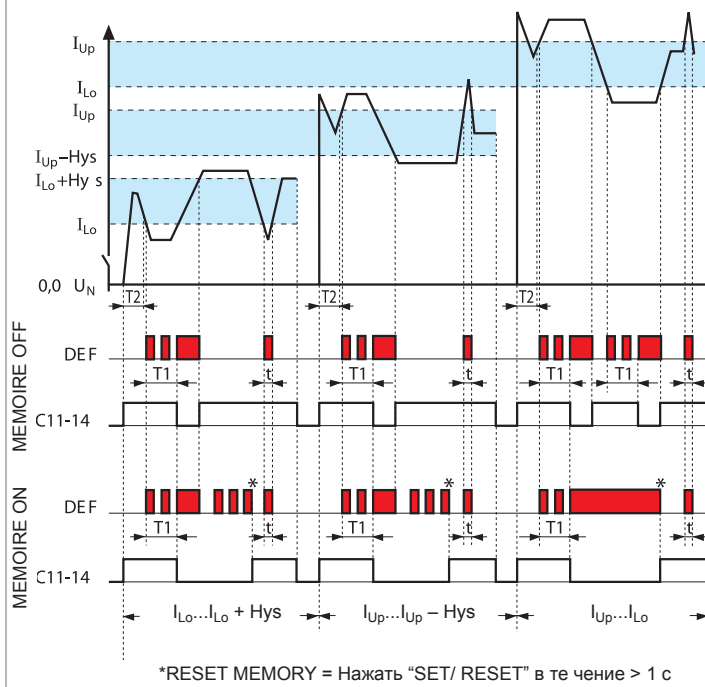 I_Up
I_Lo
I_Up
I_Up–Hys
I_Lo+Hy s
I_Lo
0,0 U_N
T2 T2 T2
MEMOIRE OFF
DEF
T1 t T1 t T1 T1 t
C11-14
MEMOIRE ON
* * *
DEF
T1 t T1 t T1 t
C11-14
I_Lo...I_Lo + Hys I_Up...I_Up – Hys I_Up...I_Lo
*RESET MEMORY = Нажать “SET/ RESET” в те чение > 1 с